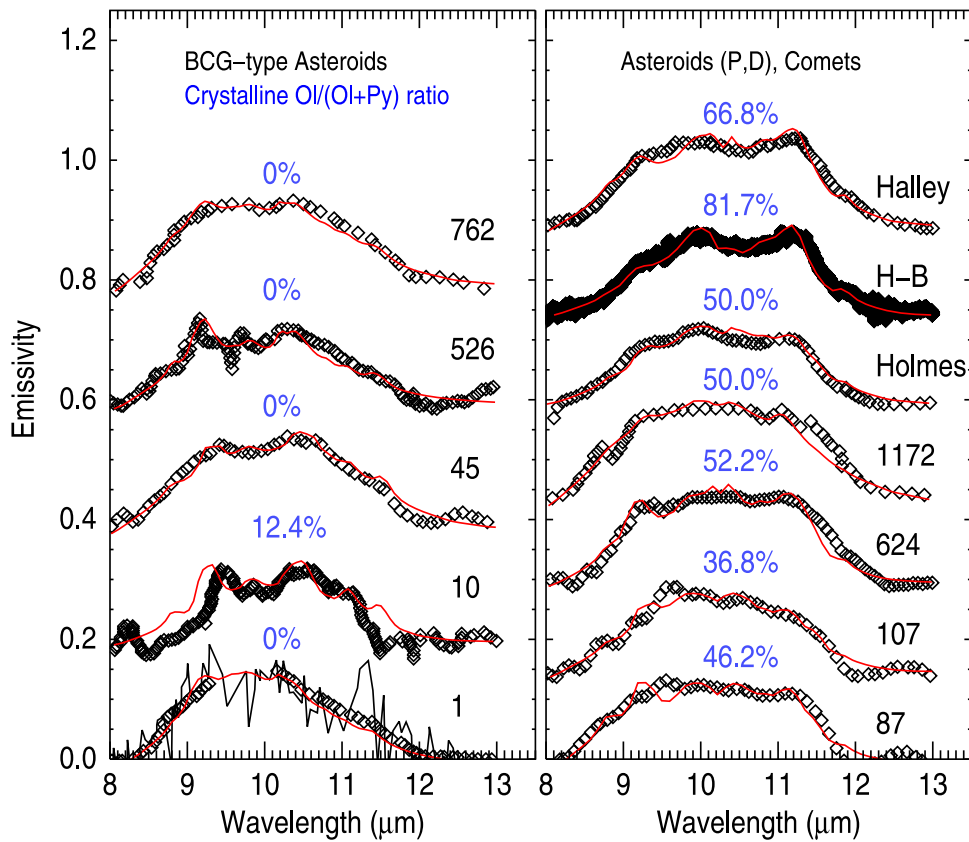 1.2
1.0
0.8
0.6
0.4
0.2
0.0
Emissivity
BCG−type Asteroids
Crystalline Ol/(Ol+Py) ratio
0%
762
0%
526
0%
45
12.4%
10
0%
1
8 9 10 11 12 13
Wavelength (μm)
Asteroids (P,D), Comets
66.8%
Halley
81.7%
H−B
50.0%
Holmes
50.0%
1172
52.2%
624
36.8%
107
46.2%
87
8 9 10 11 12 13
Wavelength (μm)